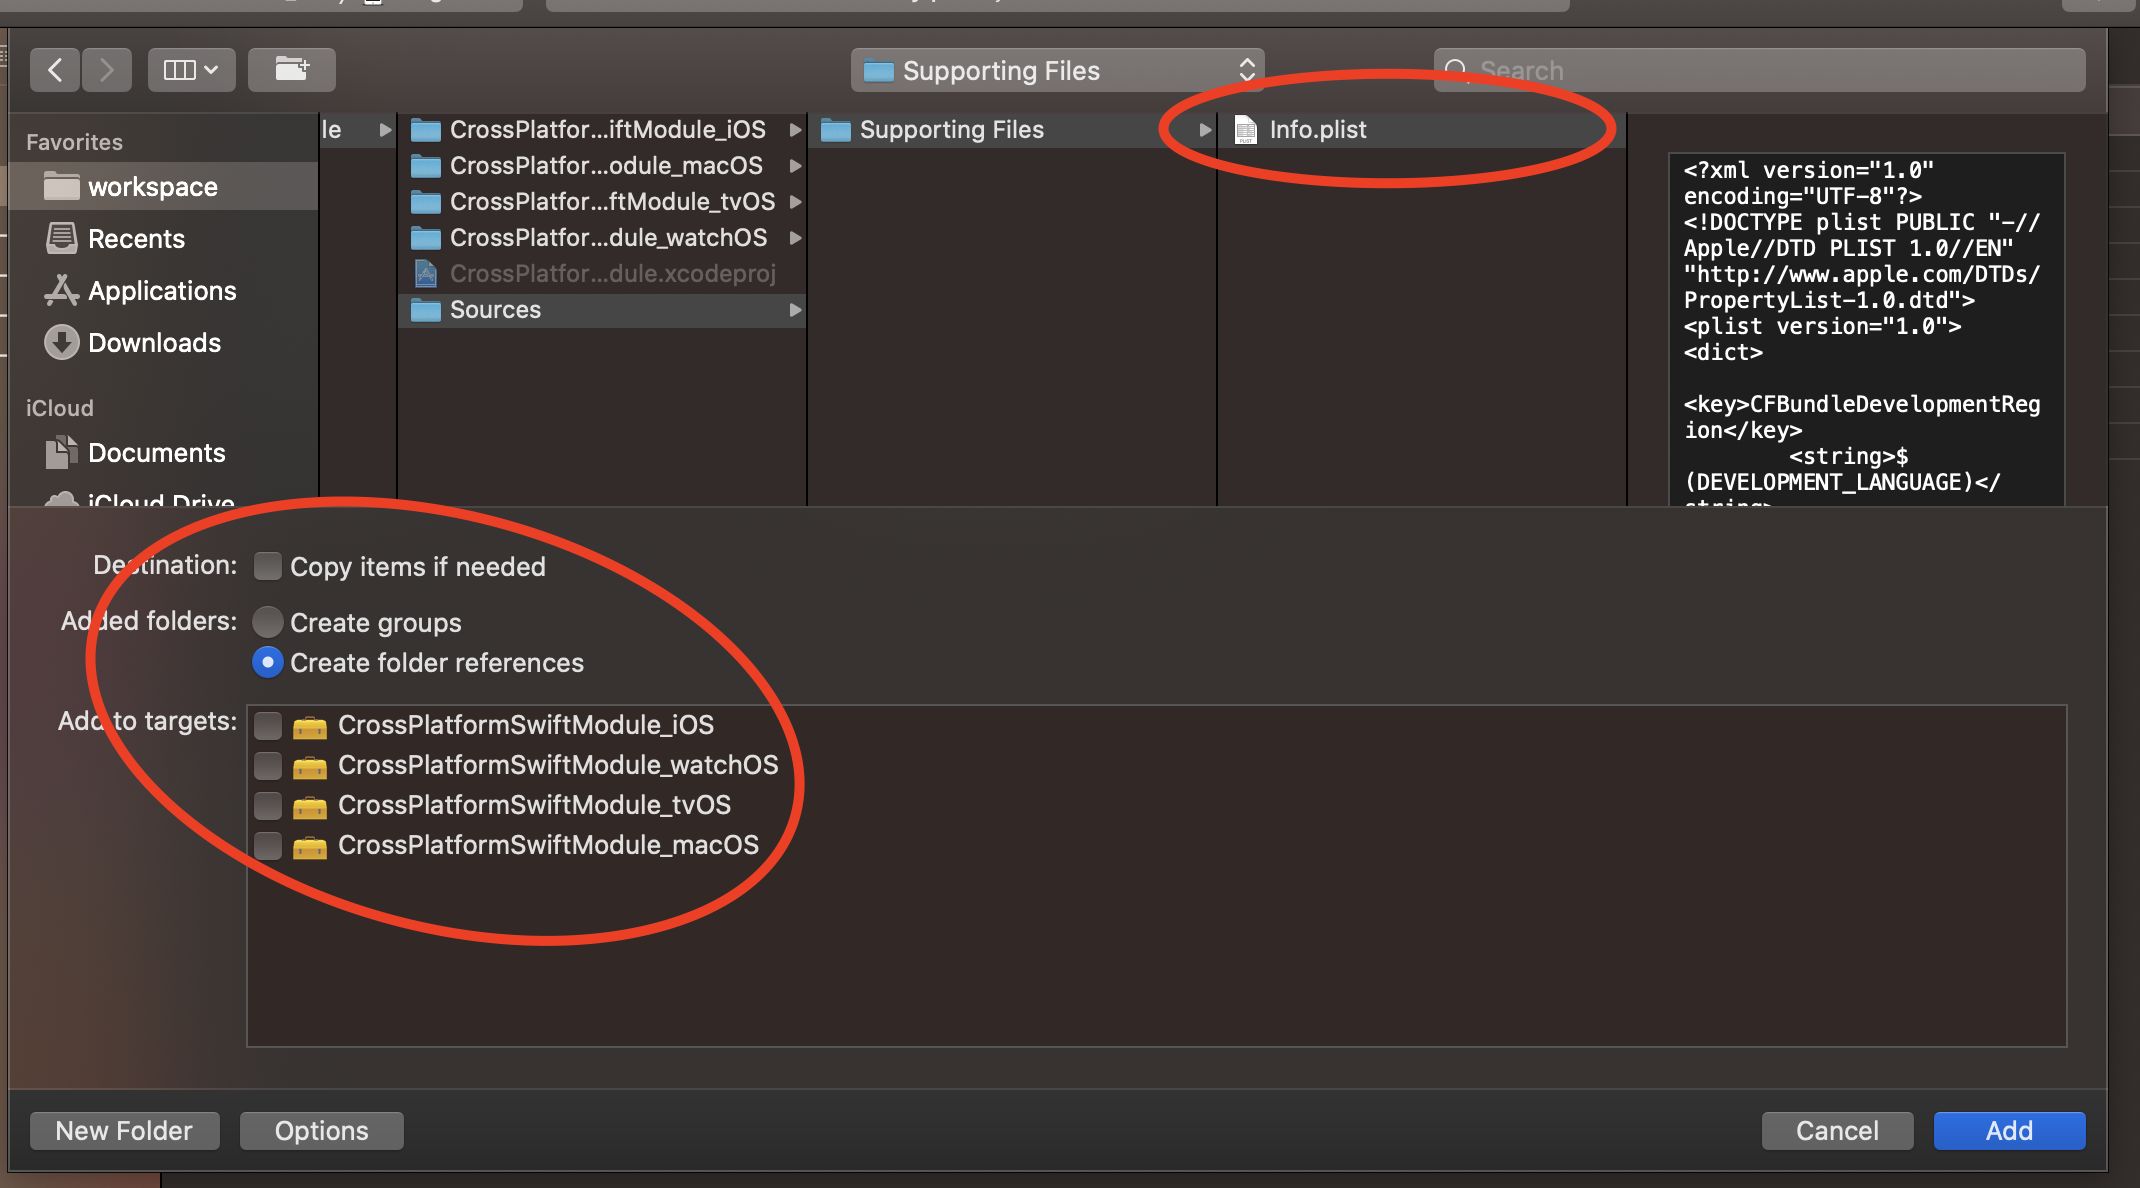 Supporting Files
Search
Favorites
workspace
Recents
Applications
Downloads
iCloud
Documents
iCloud Drive
le
CrossPlatfor...iftModule_iOS
CrossPlatfor...odule_macOS
CrossPlatfor...ftModule_tvOS
CrossPlatfor...dule_watchOS
CrossPlatfor...dule.xcodeproj
Sources
Supporting Files
Info.plist
<?xml version="1.0"
encoding="UTF-8"?>
<!DOCTYPE plist PUBLIC "-//
Apple//DTD PLIST 1.0//EN"
"http://www.apple.com/DTDs/
PropertyList-1.0.dtd">
<plist version="1.0">
<dict>
<key>CFBundleDevelopmentReg
ion</key>
<string>$
(DEVELOPMENT_LANGUAGE)</
string>
Destination:
Copy items if needed
Added folders:
Create groups
Create folder references
Add to targets:
CrossPlatformSwiftModule_iOS
CrossPlatformSwiftModule_watchOS
CrossPlatformSwiftModule_tvOS
CrossPlatformSwiftModule_macOS
New Folder
Options
Cancel
Add